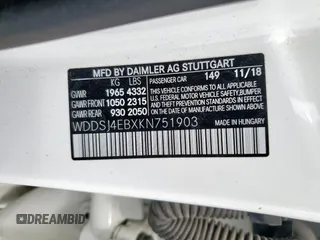 MFD BY DAIMLER AG STUTTGART
KG LBS PASSENGER CAR 149 11/18
GVWR 1965 4332
GAWR FRONT 1050 2315
GAWR REAR 930 2050
THIS VEHICLE CONFORMS TO ALL APPLICABLE
U.S. FEDERAL MOTOR VEHICLE SAFETY,
BUMPER AND THEFT PREVENTION STANDARDS
IN EFFECT ON THE DATE OF
MANUFACTURE SHOWN ABOVE
WDDSJ4EBXKN751903
MADE IN HUNGARY
DREAMBID